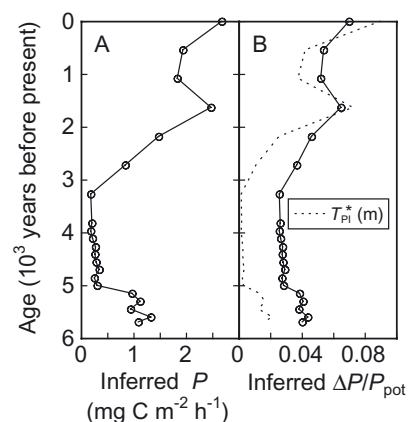 A
B
0
1
2
3
4
5
6
Age (10³ years before present)
T*PI (m)
0 1 2
0 0.04 0.08
Inferred P
(mg C m⁻² h⁻¹)
Inferred ΔP/Ppot